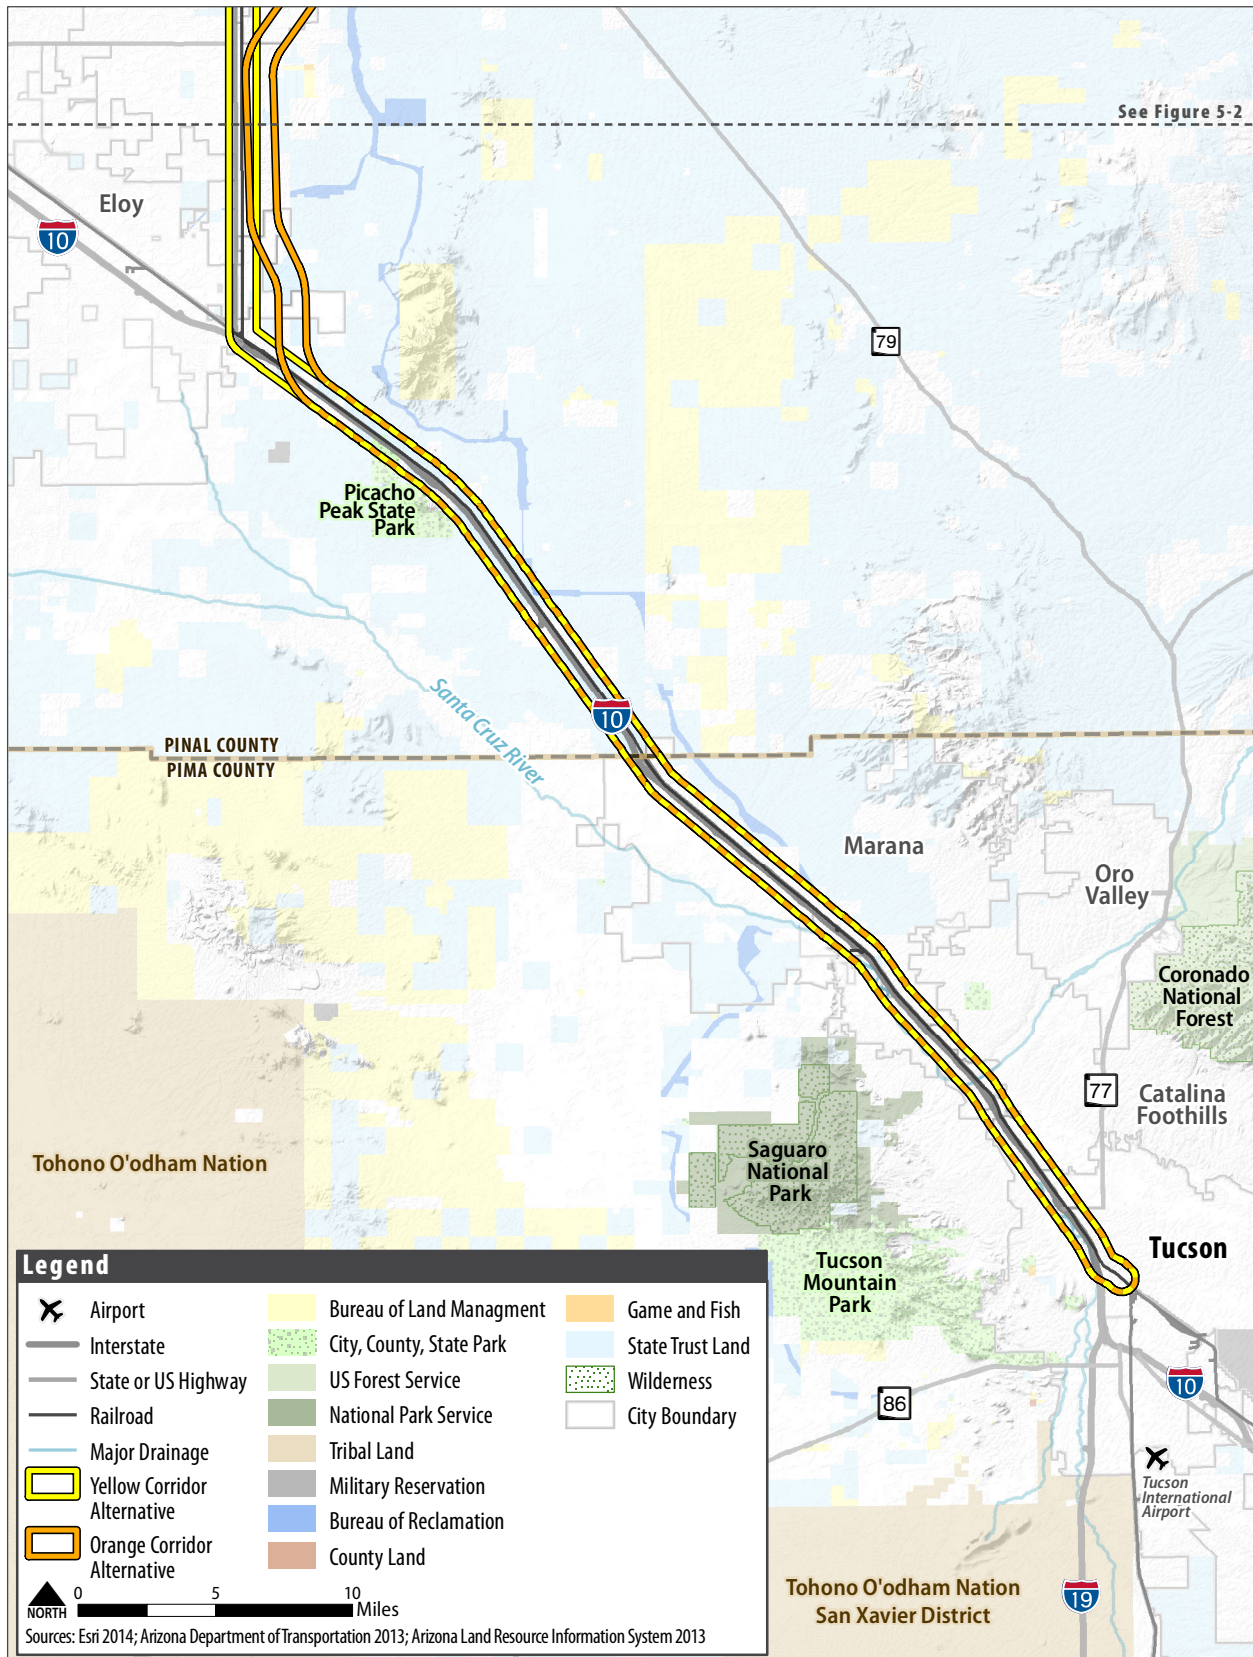 See Figure 5-2
Eloy
10
79
Picacho
Peak State
Park
Santa Cruz River
10
PINAL COUNTY
PIMA COUNTY
Marana
Oro
Valley
Coronado
National
Forest
77
Catalina
Foothills
Tohono O'odham Nation
Saguaro
National
Park
Tucson
Tucson
Mountain
Park
10
86
Tucson
International
Airport
Tohono O'odham Nation
San Xavier District
19
Legend
Airport
Interstate
State or US Highway
Railroad
Major Drainage
Yellow Corridor
Alternative
Orange Corridor
Alternative
Bureau of Land Managment
City, County, State Park
US Forest Service
National Park Service
Tribal Land
Military Reservation
Bureau of Reclamation
County Land
Game and Fish
State Trust Land
Wilderness
City Boundary
NORTH
0 5 10
Miles
Sources: Esri 2014; Arizona Department of Transportation 2013; Arizona Land Resource Information System 2013